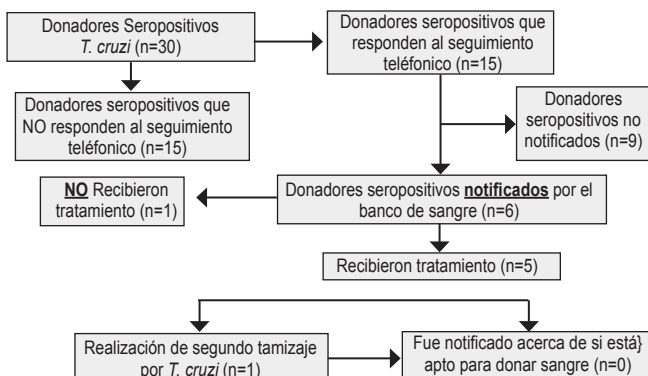 Donadores Seropositivos
T. cruzi (n=30)
Donadores seropositivos que
responden al seguimiento
teléfonico (n=15)
Donadores seropositivos que
NO responden al seguimiento
teléfonico (n=15)
Donadores
seropositivos no
notificados (n=9)
NO Recibieron
tratamiento (n=1)
Donadores seropositivos notificados por el
banco de sangre (n=6)
Recibieron tratamiento (n=5)
Realización de segundo tamizaje
por T. cruzi (n=1)
Fue notificado acerca de si está}
apto para donar sangre (n=0)